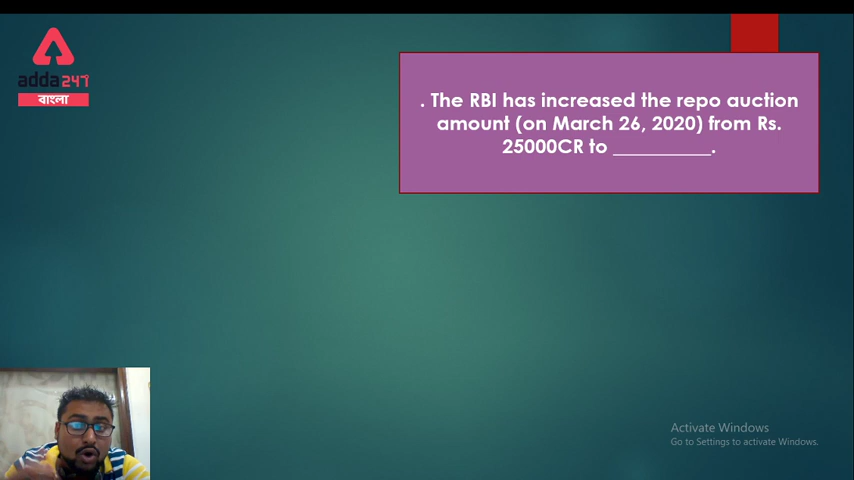 adda247
বাংলা
. The RBI has increased the repo auction
amount (on March 26, 2020) from Rs.
25000CR to ___________.
Activate Windows
Go to Settings to activate Windows.